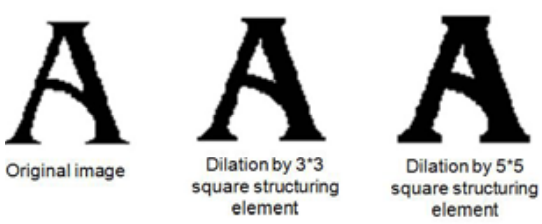 A A A
Original image
Dilation by 3*3
square structuring
element
Dilation by 5*5
square structuring
element